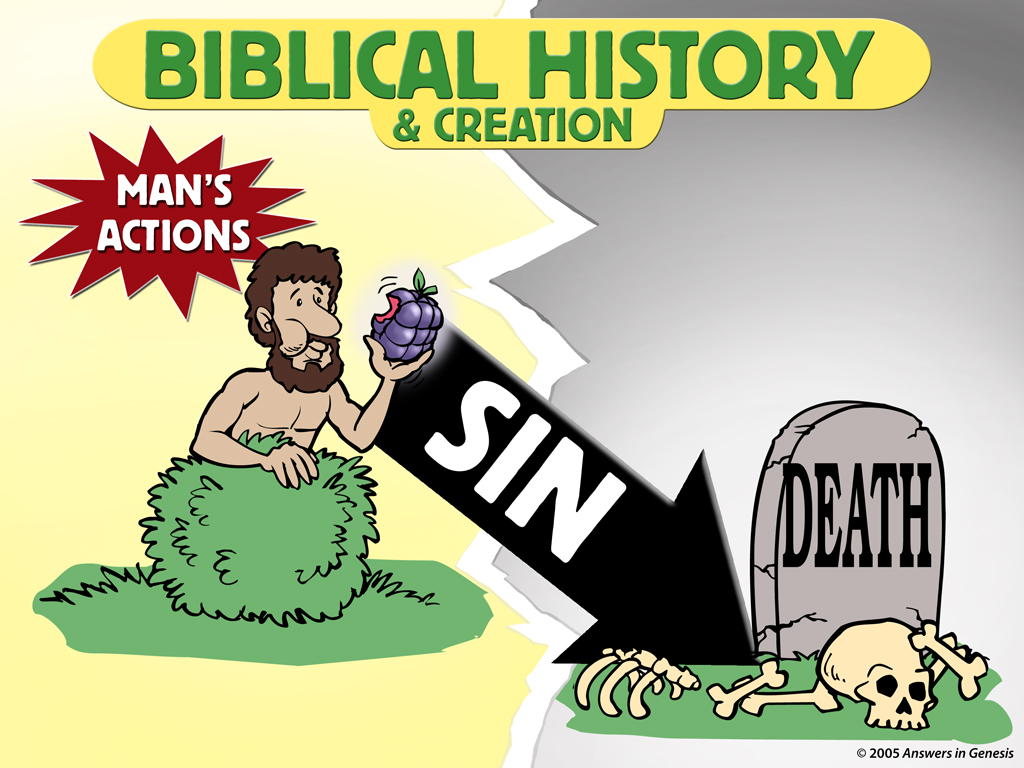 BIBLICAL HISTORY
& CREATION
MAN'S
ACTIONS
SIN
DEATH
© 2005 Answers in Genesis